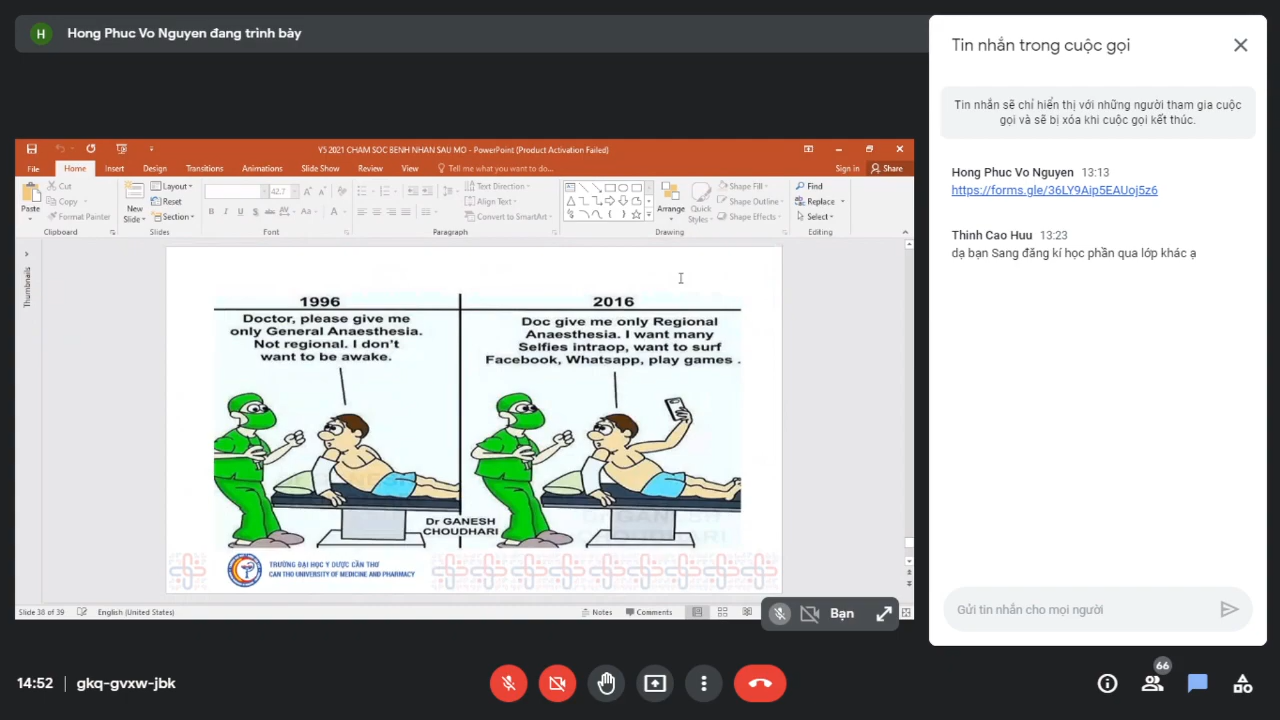 H
Hong Phuc Vo Nguyen đang trình bày
Y5 2021 CHAM SOC BENH NHAN SAU MO - PowerPoint (Product Activation Failed)
File Home Insert Design Transitions Animations Slide Show Review View Tell me what you want to do... Sign in Share
Paste
Cut
Copy
Format Painter
Clipboard
New Slide
Layout
Reset
Section
Slides
42.7
Font
Text Direction
Align Text
Convert to SmartArt
Paragraph
Arrange
Quick Styles
Shape Fill
Shape Outline
Shape Effects
Drawing
Find
Replace
Select
Editing
Thumbnails
1996
Doctor, please give me
only General Anaesthesia.
Not regional. I don't
want to be awake.
2016
Doc give me only Regional
Anaesthesia. I want many
Selfies intraop, want to surf
Facebook, Whatsapp, play games .
Dr GANESH
CHOUDHARI
TRƯỜNG ĐẠI HỌC Y DƯỢC CẦN THƠ
CAN THO UNIVERSITY OF MEDICINE AND PHARMACY
Slide 38 of 39 English (United States) Notes Comments
Bạn
Tin nhắn trong cuộc gọi
Tin nhắn sẽ chỉ hiển thị với những người tham gia cuộc
gọi và sẽ bị xóa khi cuộc gọi kết thúc.
Hong Phuc Vo Nguyen 13:13
https://forms.gle/36LY9Aip5EAUoj5z6
Thinh Cao Huu 13:23
dạ bạn Sang đăng kí học phần qua lớp khác ạ
Gửi tin nhắn cho mọi người
14:52 | gkq-gvxw-jbk
66